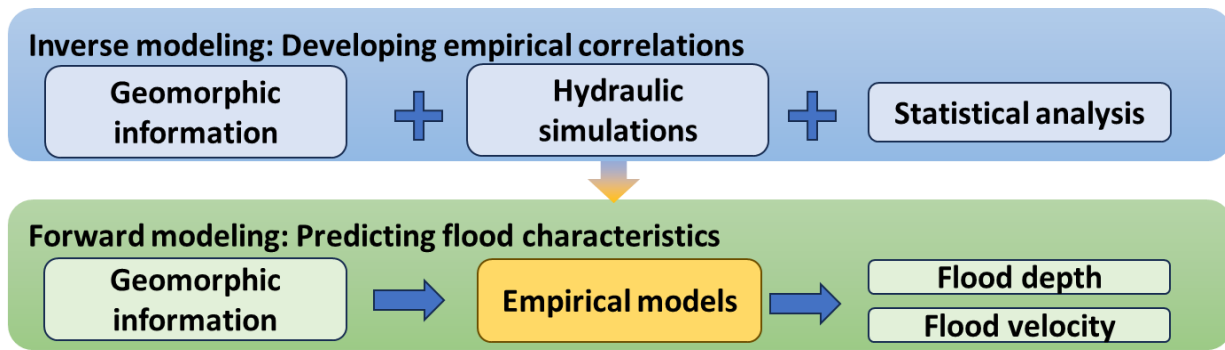 Inverse modeling: Developing empirical correlations
Geomorphic
information
Hydraulic
simulations
Statistical analysis
Forward modeling: Predicting flood characteristics
Geomorphic
information
Empirical models
Flood depth
Flood velocity